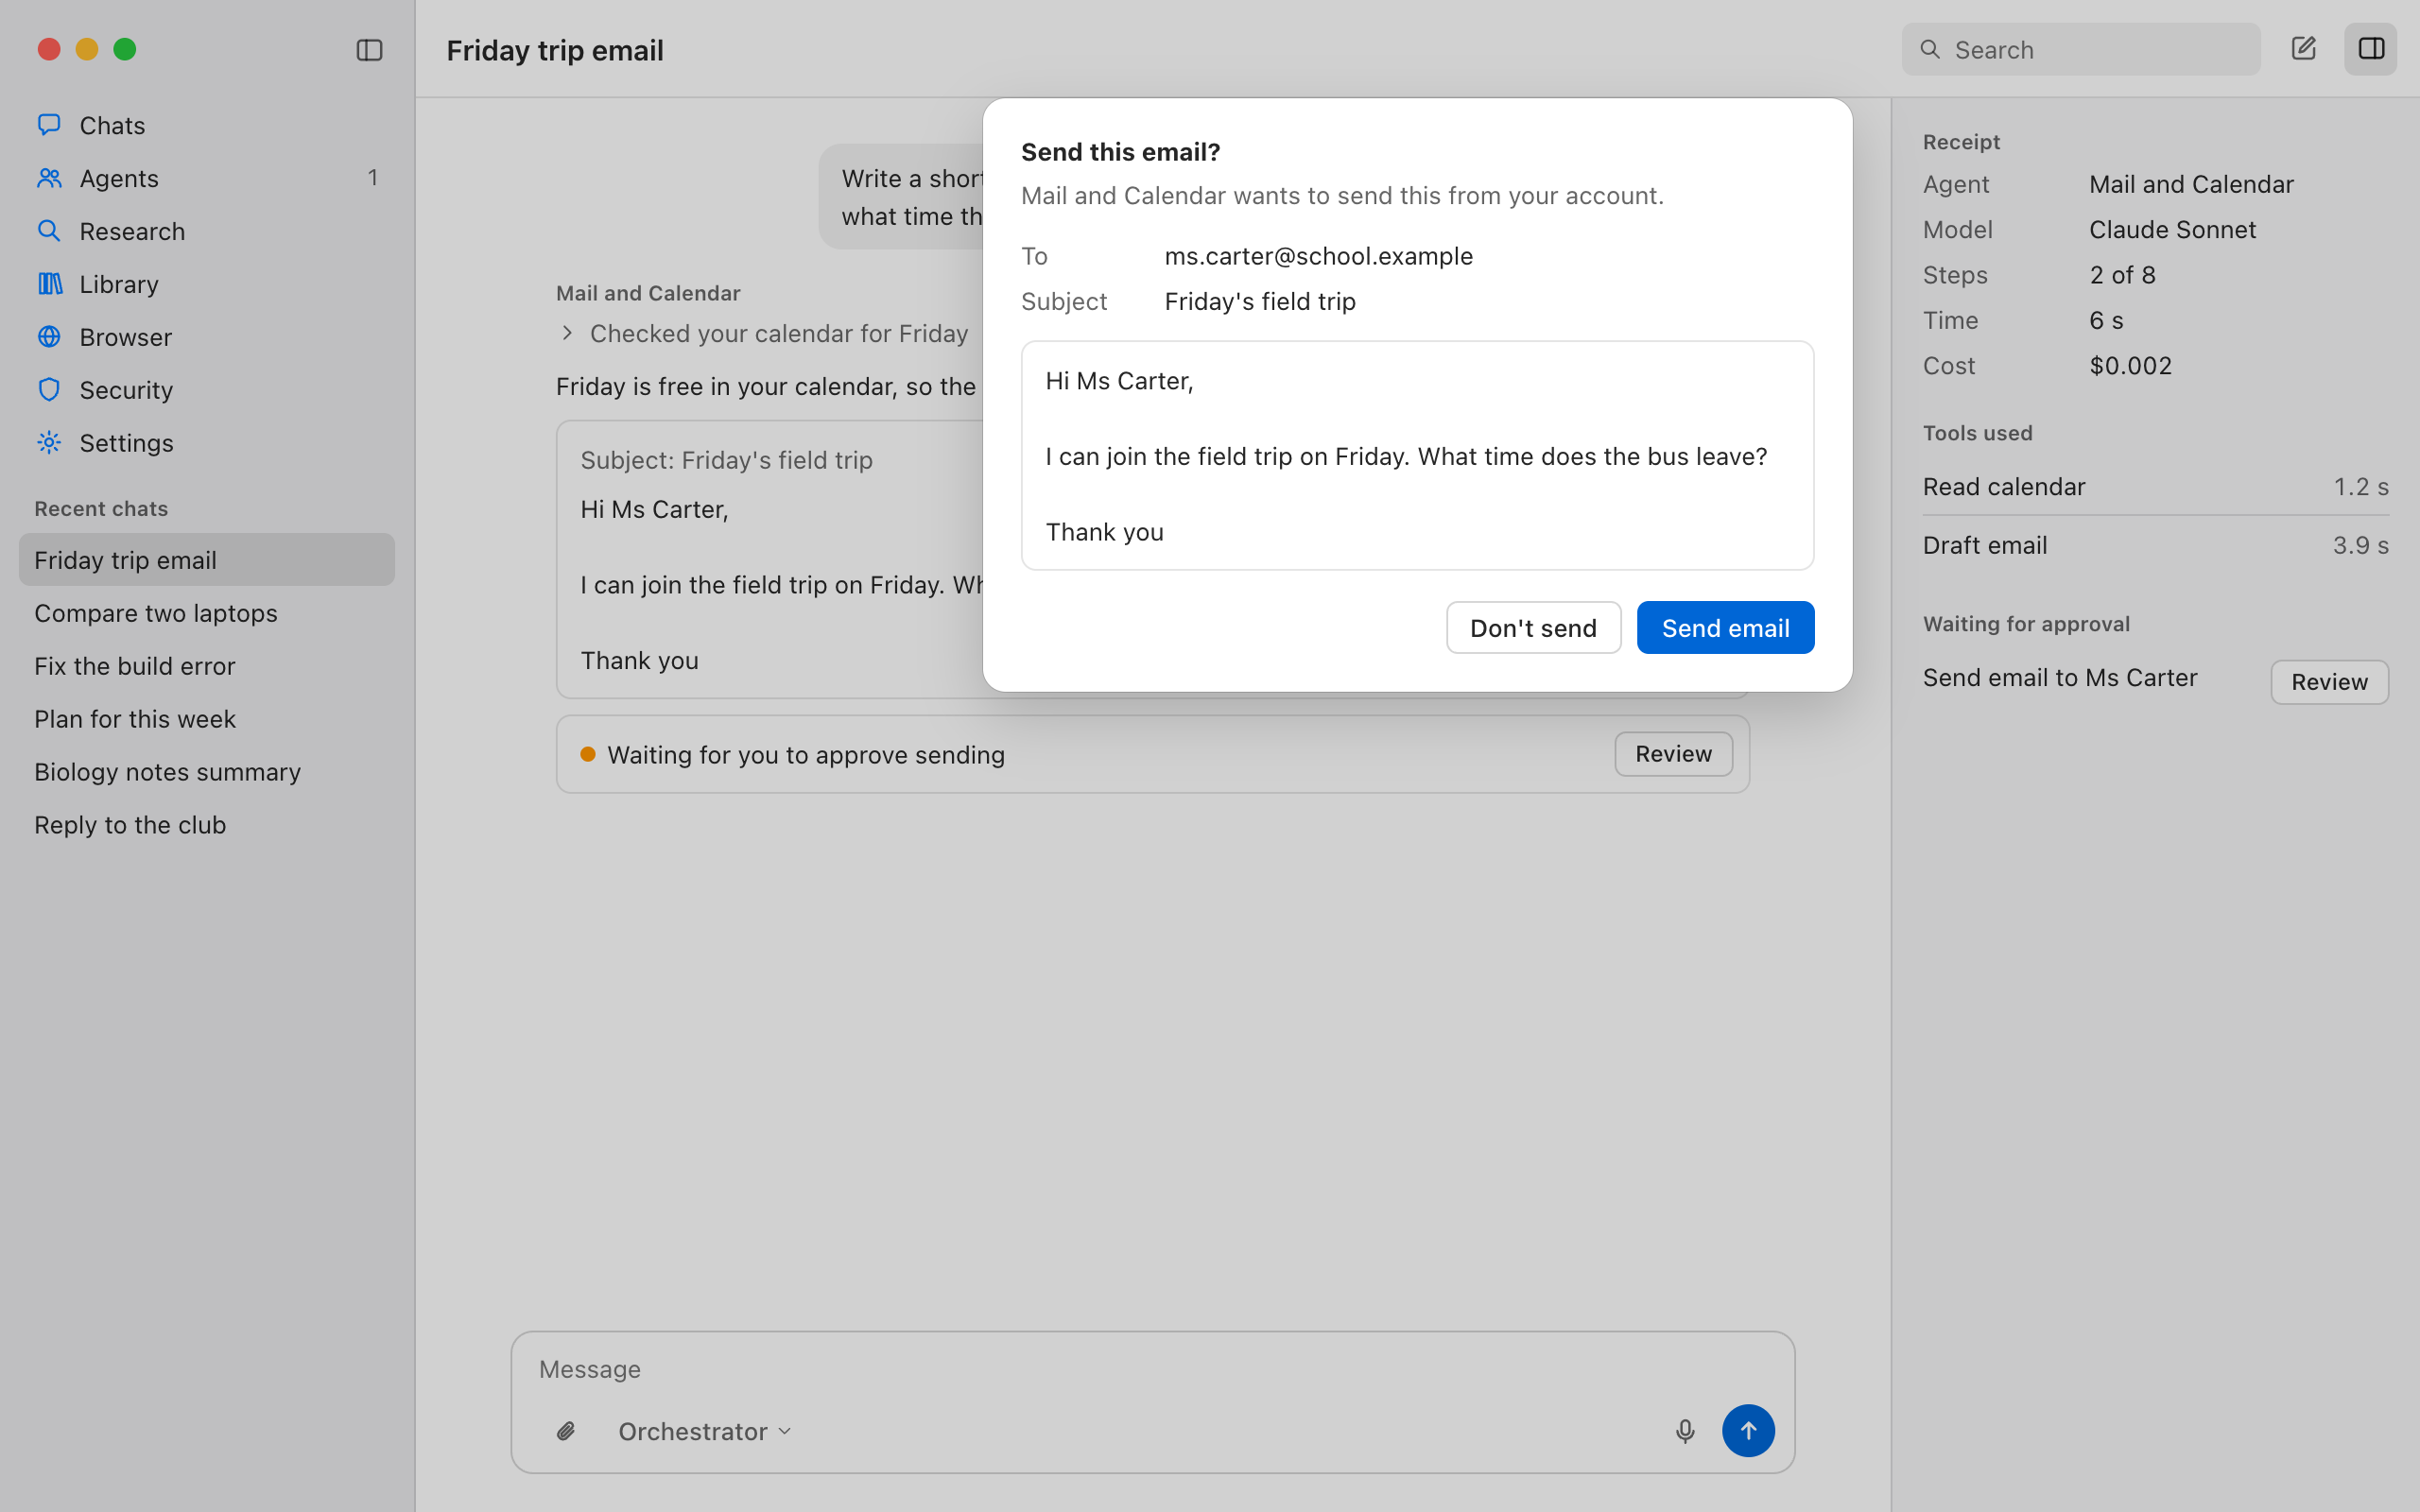 Friday trip email
Search
Chats
Agents 1
Research
Library
Browser
Security
Settings
Recent chats
Friday trip email
Compare two laptops
Fix the build error
Plan for this week
Biology notes summary
Reply to the club
Write a short
what time th
Mail and Calendar
Checked your calendar for Friday
Friday is free in your calendar, so the
Subject: Friday's field trip
Hi Ms Carter,
I can join the field trip on Friday. Wh
Thank you
Waiting for you to approve sending
Review
Send this email?
Mail and Calendar wants to send this from your account.
To ms.carter@school.example
Subject Friday's field trip
Hi Ms Carter,
I can join the field trip on Friday. What time does the bus leave?
Thank you
Don't send
Send email
Message
Orchestrator
Receipt
Agent Mail and Calendar
Model Claude Sonnet
Steps 2 of 8
Time 6 s
Cost $0.002
Tools used
Read calendar 1.2 s
Draft email 3.9 s
Waiting for approval
Send email to Ms Carter
Review